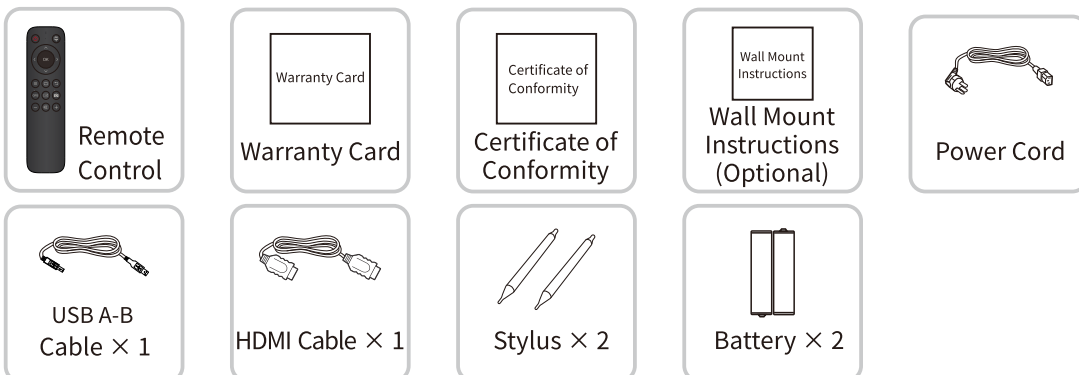 Remote
Control
Warranty Card
Warranty Card
Certificate of
Conformity
Certificate of
Conformity
Wall Mount
Instructions
Wall Mount
Instructions
(Optional)
Power Cord
USB A-B
Cable × 1
HDMI Cable × 1
Stylus × 2
Battery × 2